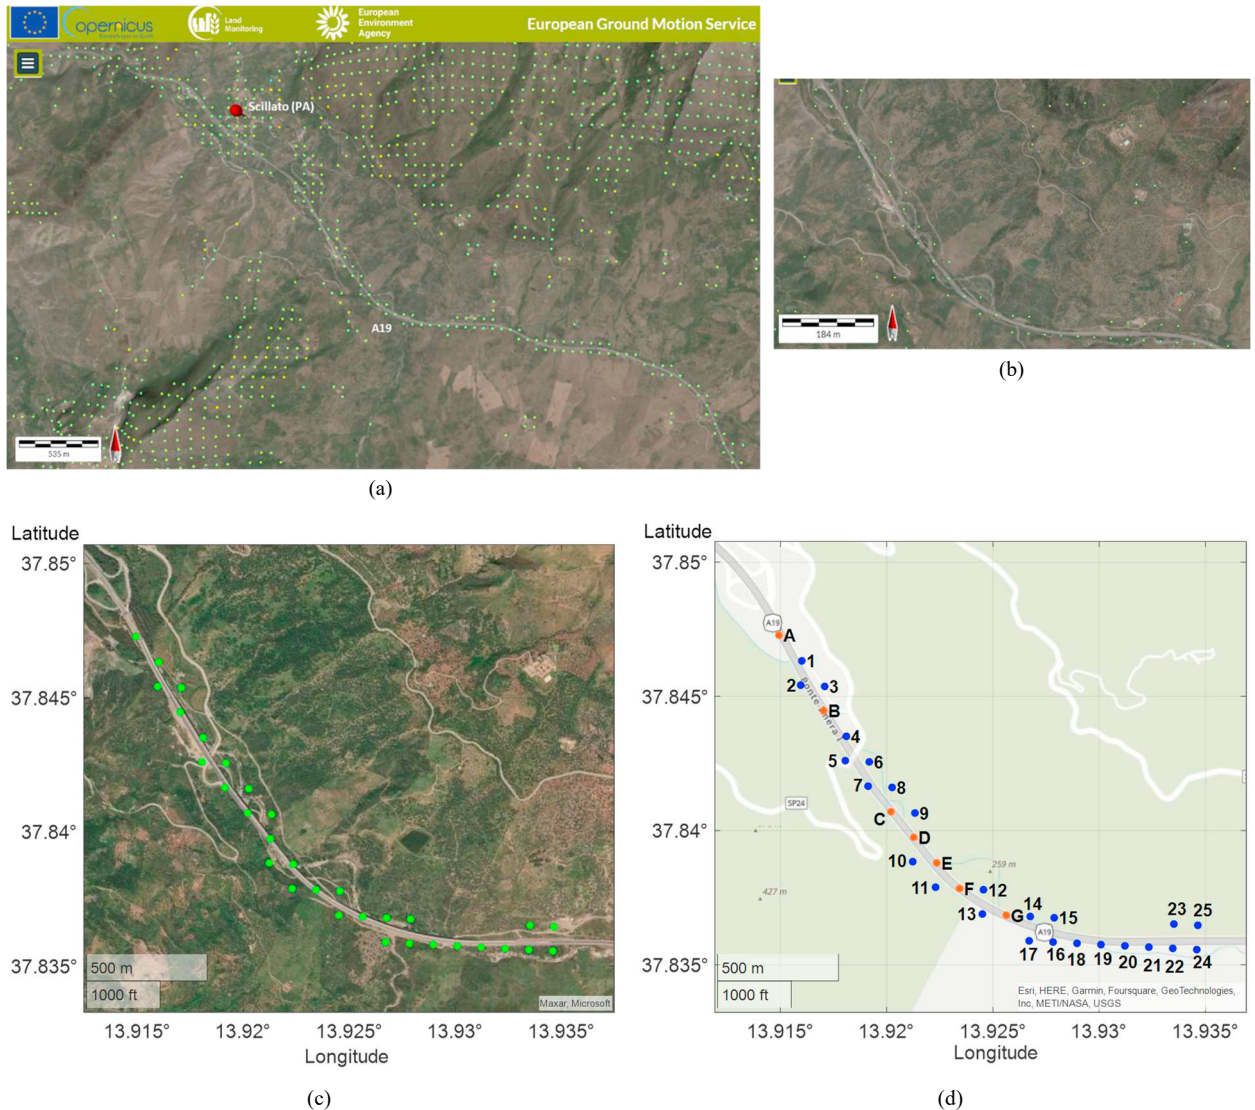 opernicus
Europe's eyes on Earth
Land
Monitoring
European
Environment
Agency
European Ground Motion Service
Scillato (PA)
A19
535 m
(a)
184 m
(b)
Latitude
37.85°
37.845°
37.84°
37.835°
500 m
1000 ft
Maxar, Microsoft
13.915° 13.92° 13.925° 13.93° 13.935°
Longitude
(c)
Latitude
37.85°
37.845°
37.84°
37.835°
A19
A
1
2
3
B
4
5
6
7
8
SP24
C
9
D
10
E
259 m
427 m
11
F
12
13
G
14
15
A19
23
25
17
16
18
19
20
21
22
24
500 m
1000 ft
Esri, HERE, Garmin, Foursquare, GeoTechnologies,
Inc, METI/NASA, USGS
13.915° 13.92° 13.925° 13.93° 13.935°
Longitude
(d)